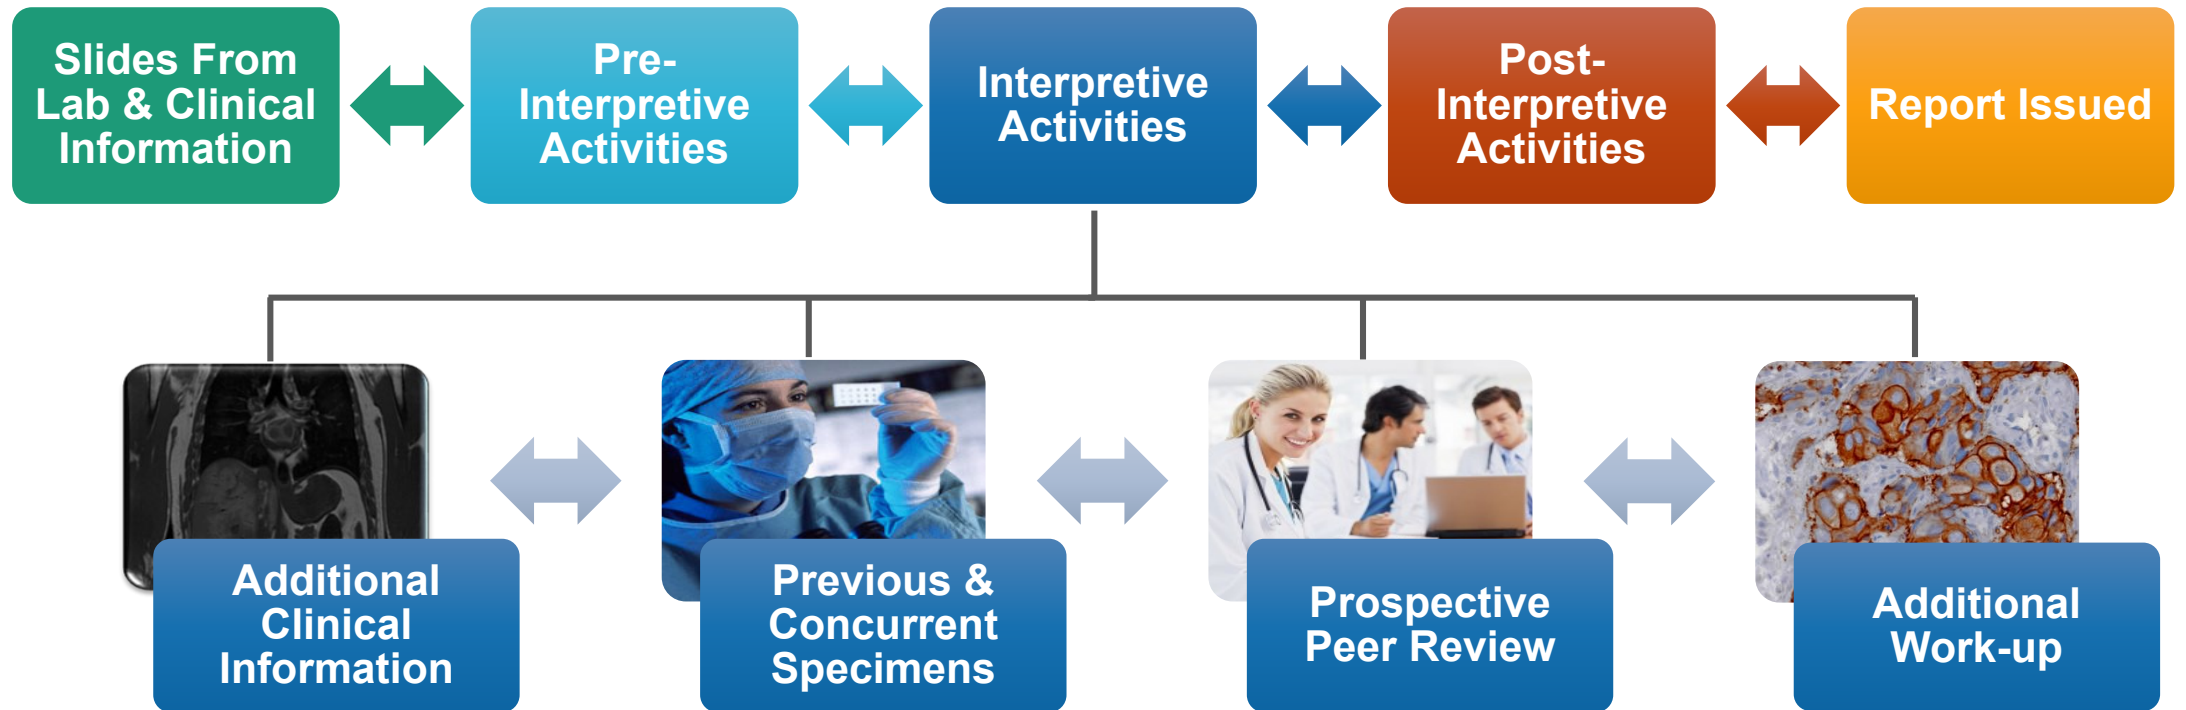 Slides From
Lab & Clinical
Information
Pre-
Interpretive
Activities
Interpretive
Activities
Post-
Interpretive
Activities
Report Issued
Additional
Clinical
Information
Previous &
Concurrent
Specimens
Prospective
Peer Review
Additional
Work-up